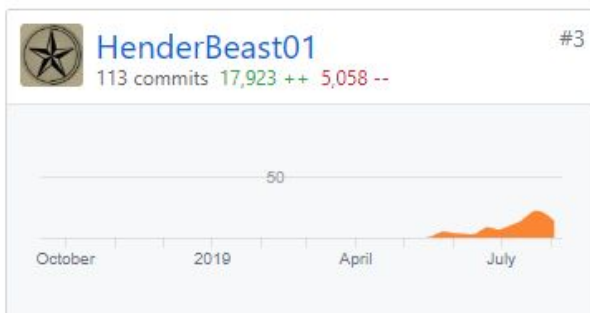 HenderBeast01 #3
113 commits 17,923 ++ 5,058 --
50
October 2019 April July